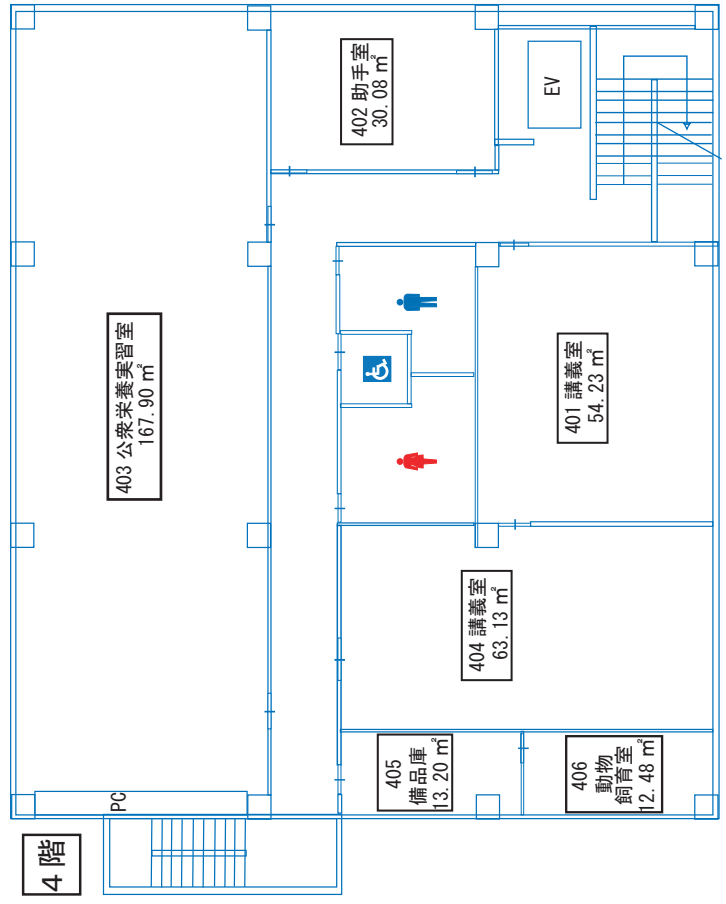 4 階
403 公衆栄養実習室
167.90 ㎡
PC
402 助手室
30.08 ㎡
EV
401 講義室
54.23 ㎡
404 講義室
63.13 ㎡
405
備品庫
13.20 ㎡
406
動物
飼育室
12.48 ㎡